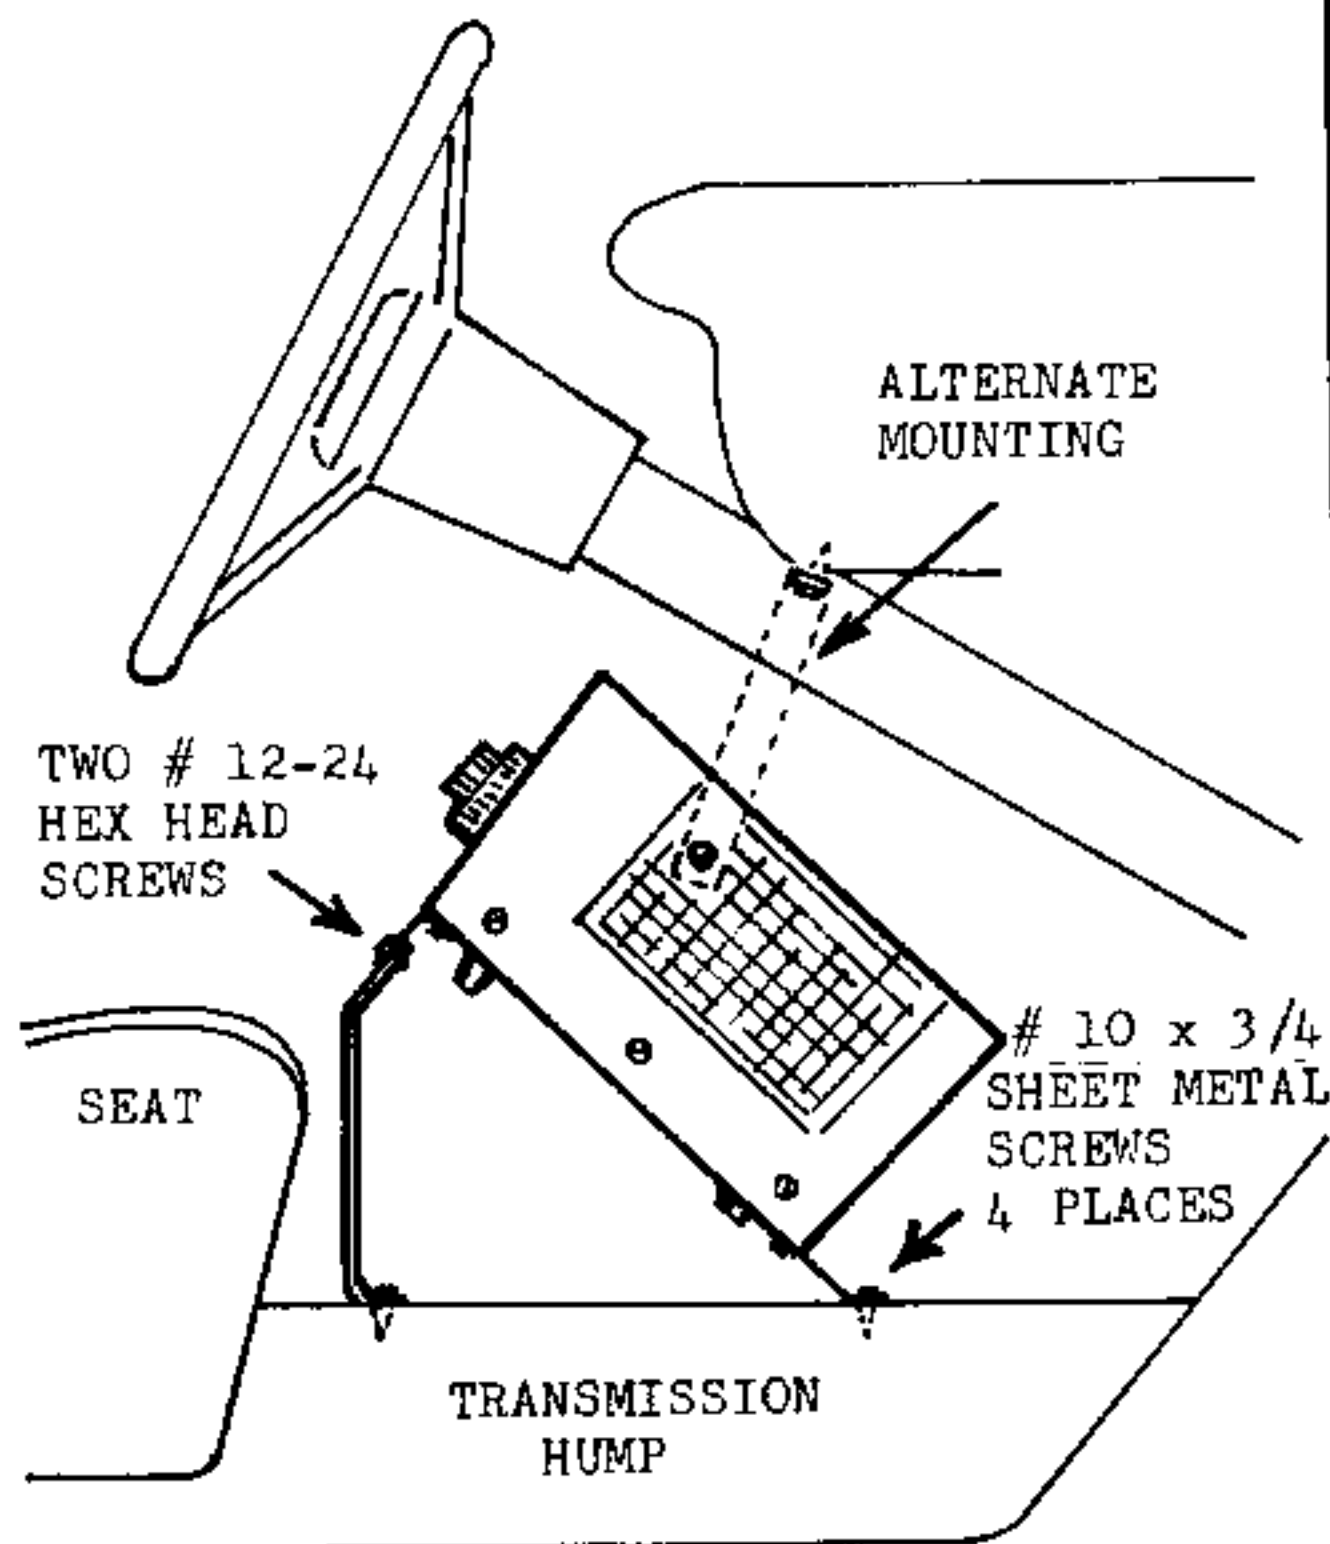 ALTERNATE
MOUNTING
TWO # 12-24
HEX HEAD
SCREWS
# 10 x 3/4
SHEET METAL
SCREWS
4 PLACES
SEAT
TRANSMISSION
HUMP